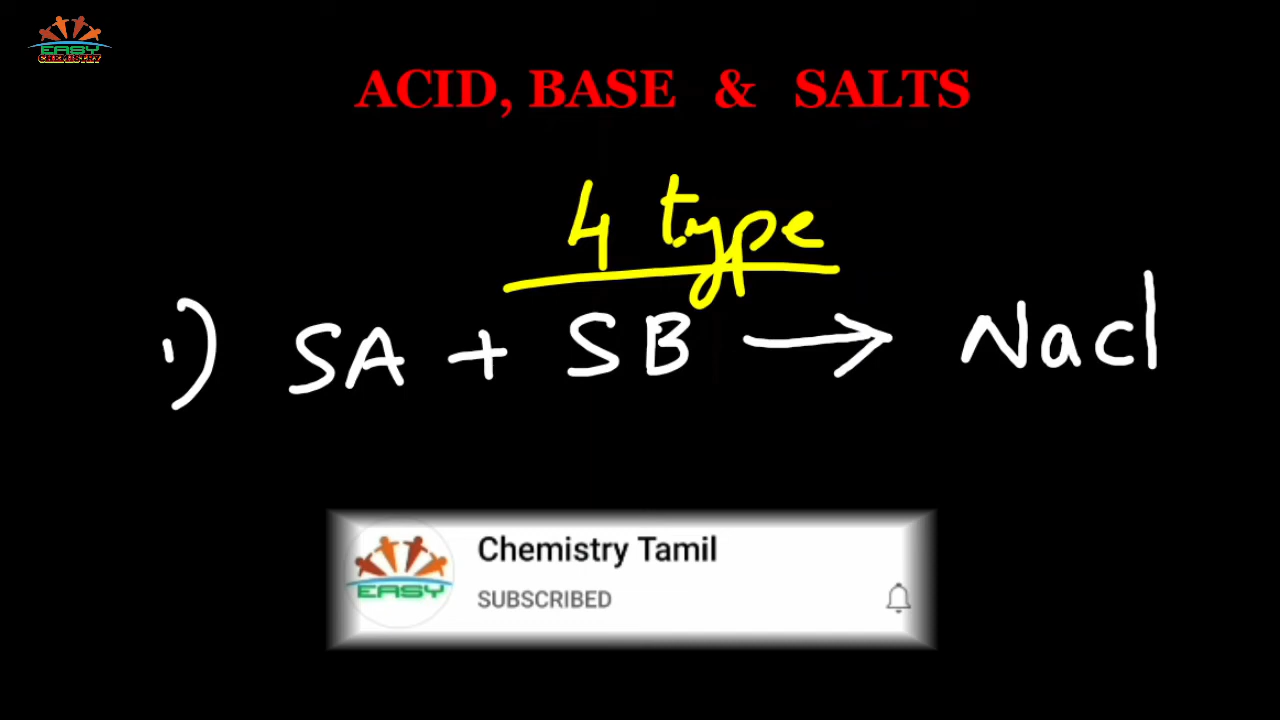 EASY
CHEMISTRY
ACID, BASE & SALTS
4 type
1) SA + SB → Nacl
Chemistry Tamil
EASY
SUBSCRIBED